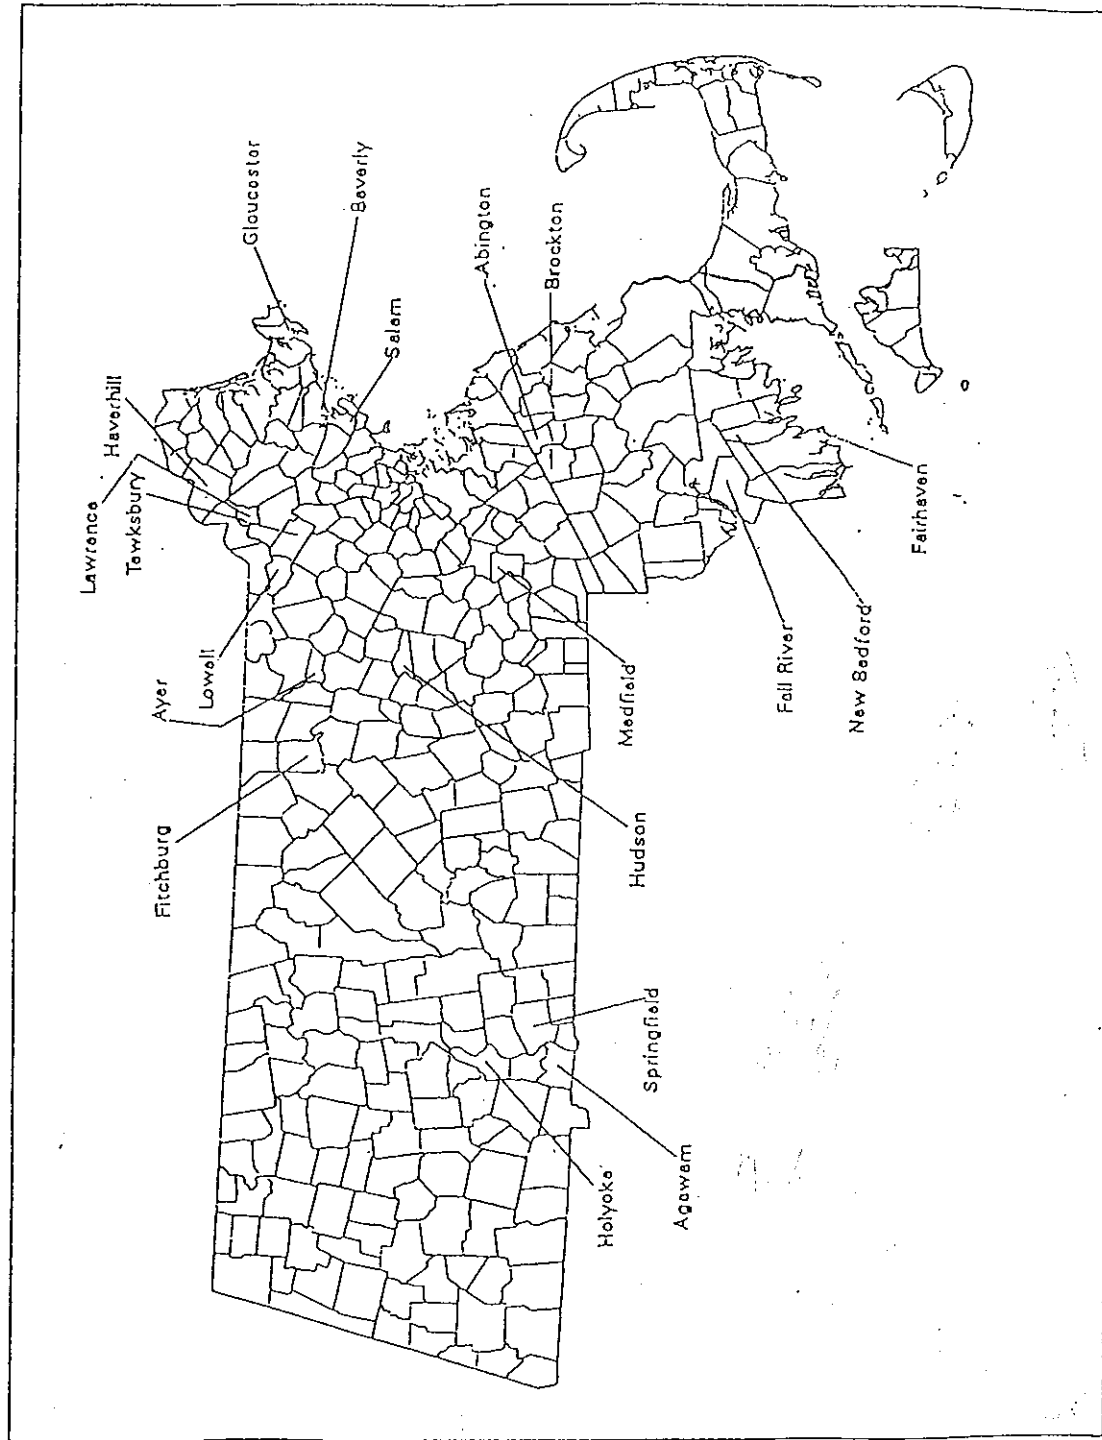 Lawrence
Haverhill
Tewksbury
Ayer
Lowell
Fitchburg
Gloucester
Beverly
Salem
Abington
Brockton
Holyoke
Hudson
Medfield
Springfield
Agawam
Fall River
New Bedford
Fairhaven